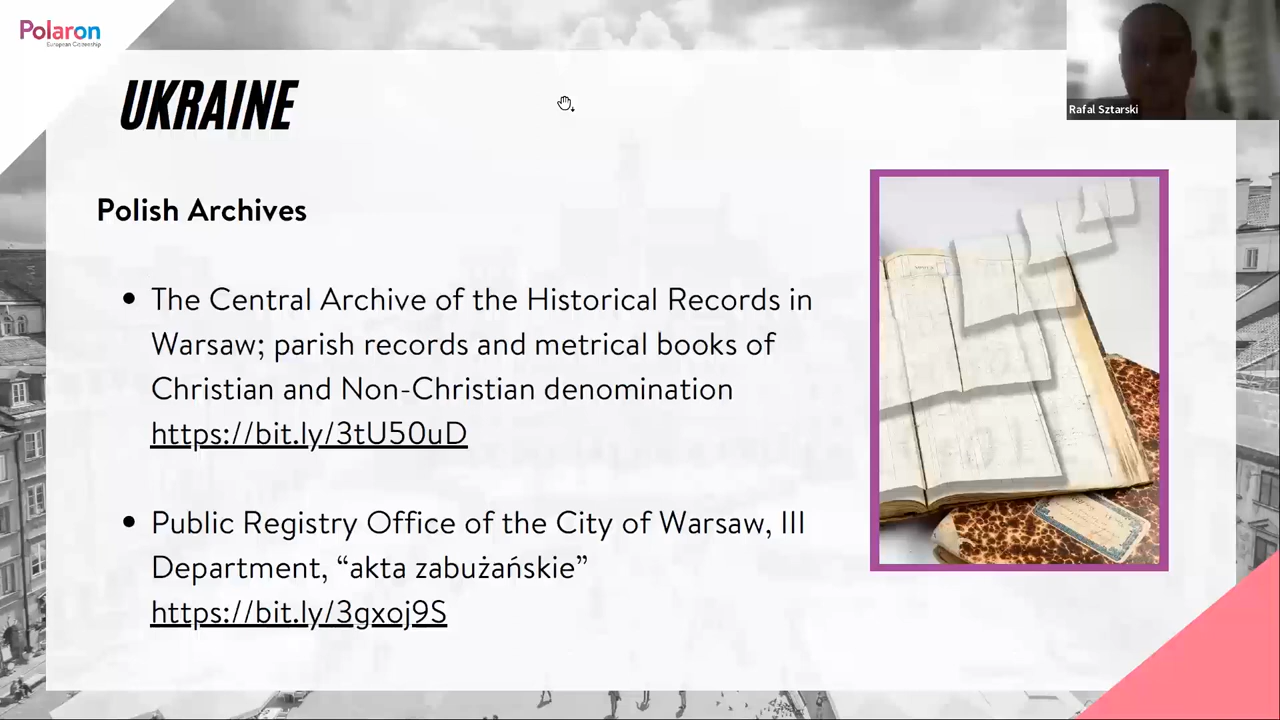 Polaron
European Citizenship
Rafal Sztarski
UKRAINE
Polish Archives
• The Central Archive of the Historical Records in
Warsaw; parish records and metrical books of
Christian and Non-Christian denomination
https://bit.ly/3tU50uD
• Public Registry Office of the City of Warsaw, III
Department, “akta zabużańskie”
https://bit.ly/3gxoj9S